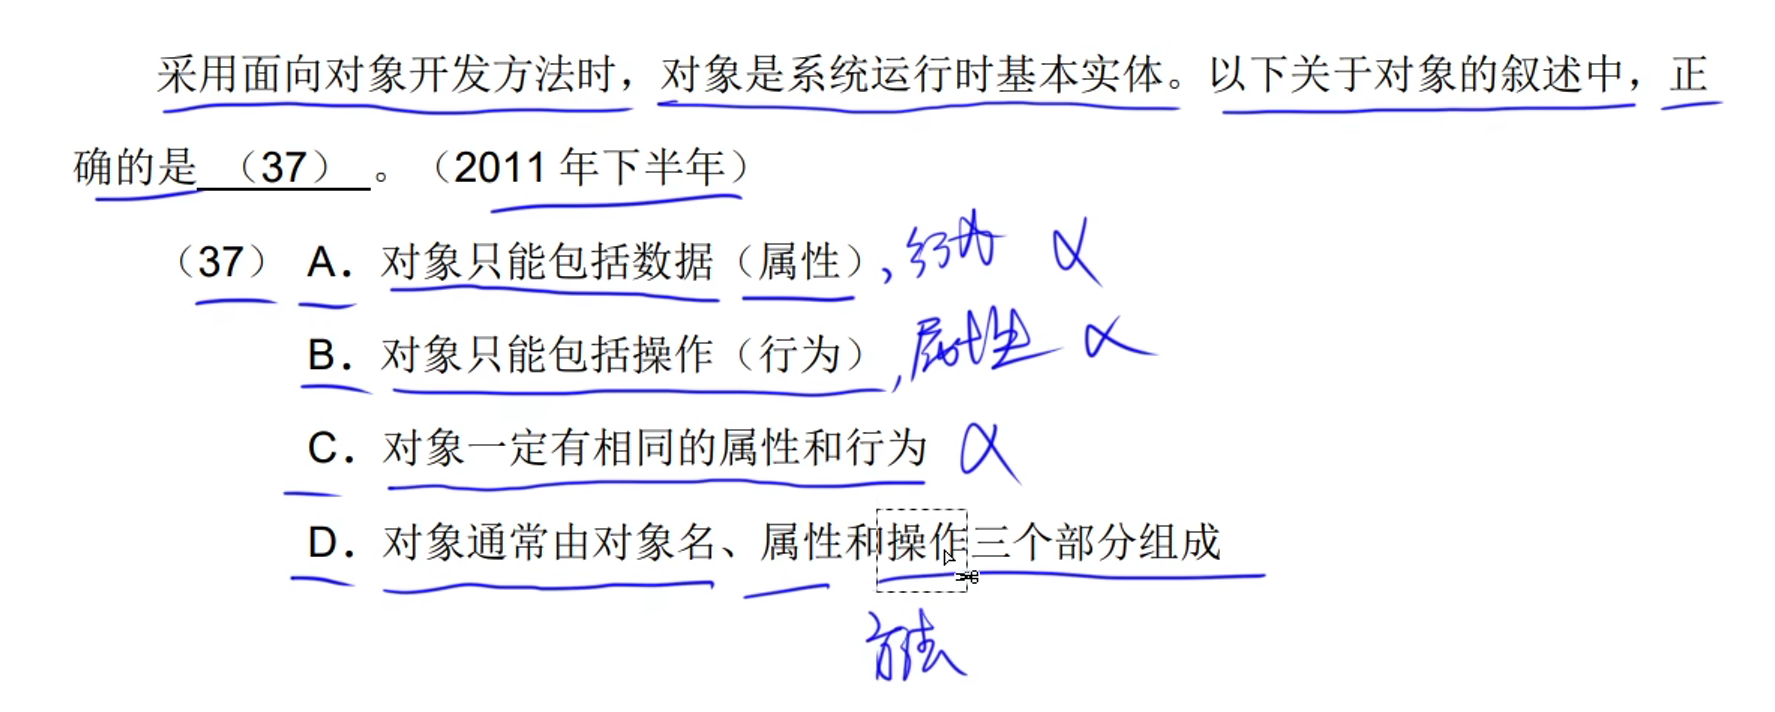 采用面向对象开发方法时，对象是系统运行时基本实体。以下关于对象的叙述中，正
确的是 （37） 。（2011 年下半年）
（37） A. 对象只能包括数据（属性）,行为
B. 对象只能包括操作（行为）,属性
C. 对象一定有相同的属性和行为
D. 对象通常由对象名、属性和操作三个部分组成
方法